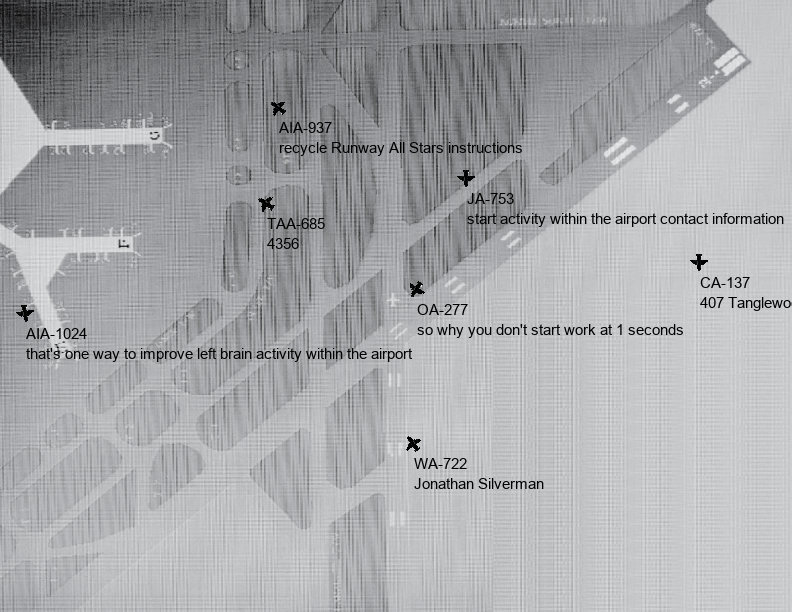 AIA-937
recycle Runway All Stars instructions
JA-753
start activity within the airport contact information
TAA-685
4356
CA-137
407 Tanglewo
OA-277
so why you don't start work at 1 seconds
AIA-1024
that's one way to improve left brain activity within the airport
WA-722
Jonathan Silverman